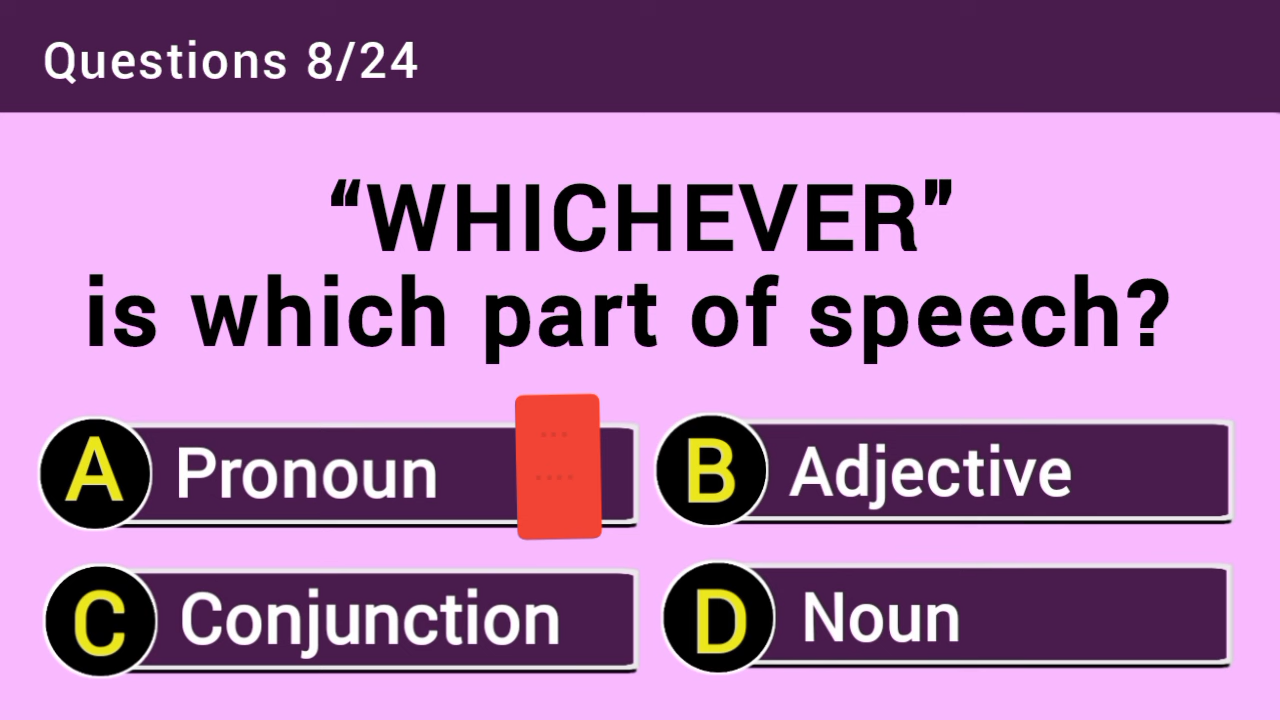 Questions 8/24
“WHICHEVER”
is which part of speech?
A Pronoun
B Adjective
C Conjunction
D Noun